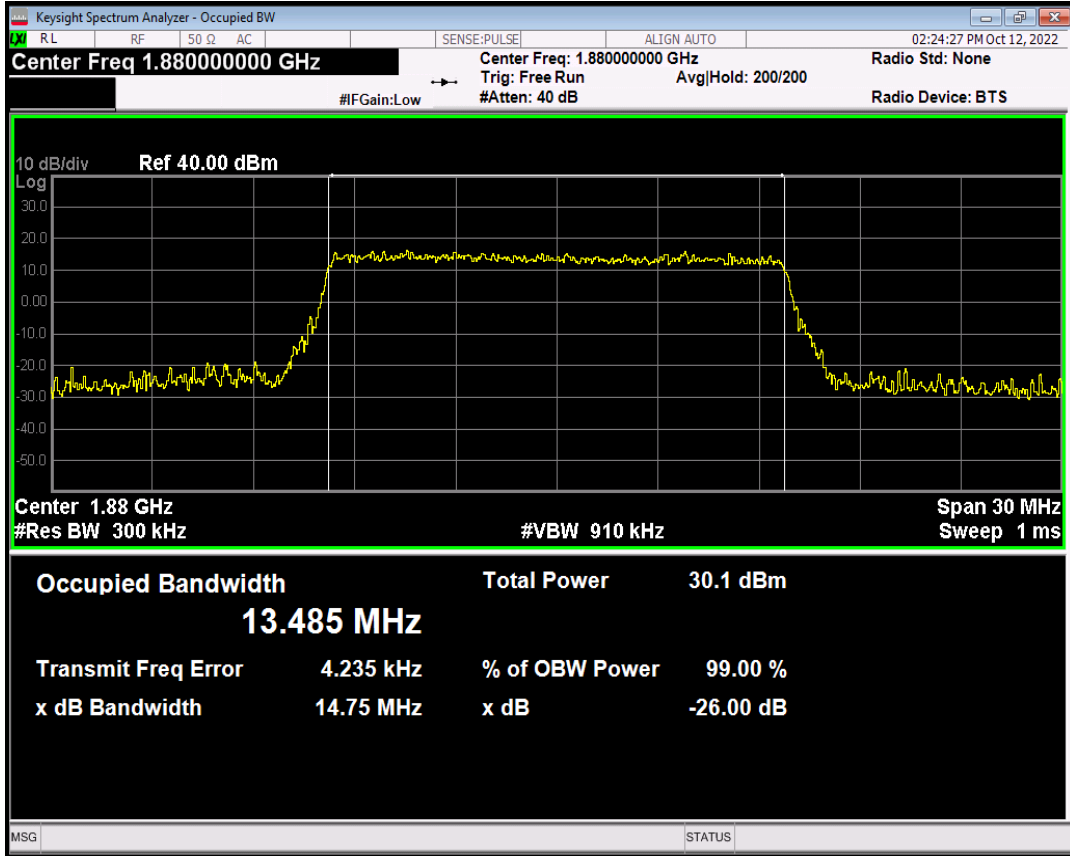 Keysight Spectrum Analyzer - Occupied BW
LXI RL RF 50 Ω AC SENSE:PULSE ALIGN AUTO 02:24:27 PM Oct 12, 2022
Center Freq 1.880000000 GHz Center Freq: 1.880000000 GHz Radio Std: None
Trig: Free Run Avg|Hold: 200/200
#IFGain:Low #Atten: 40 dB Radio Device: BTS
10 dB/div Ref 40.00 dBm
Log
30.0
20.0
10.0
0.00
-10.0
-20.0
-30.0
-40.0
-50.0
Center 1.88 GHz Span 30 MHz
#Res BW 300 kHz #VBW 910 kHz Sweep 1 ms
Occupied Bandwidth Total Power 30.1 dBm
13.485 MHz
Transmit Freq Error 4.235 kHz % of OBW Power 99.00 %
x dB Bandwidth 14.75 MHz x dB -26.00 dB
MSG STATUS